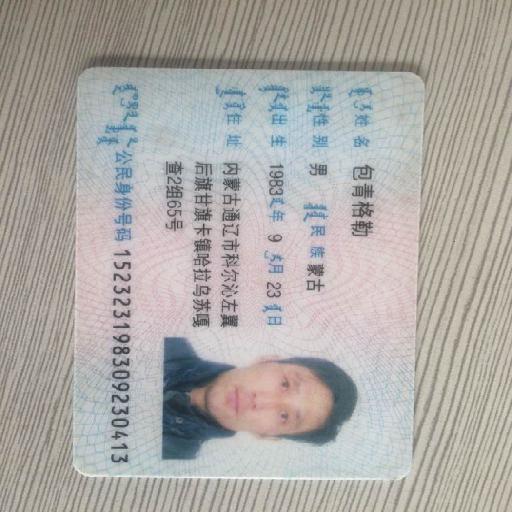 姓名 包青格勒
性别 男 民族 蒙古
出生 1983 年 9 月 23 日
住址 内蒙古通辽市科尔沁左翼
后旗甘旗卡镇哈拉乌苏嘎
查2组65号
公民身份号码 152323198309230413